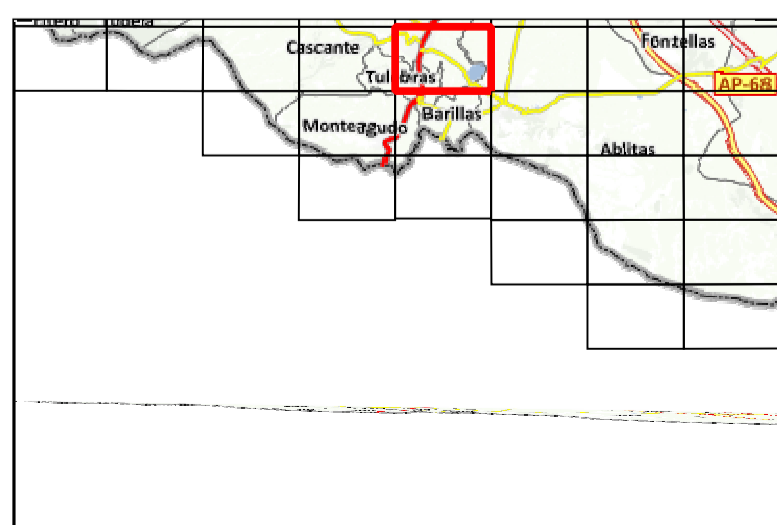 Cascante
Fontellas
Tulebras
AP-68
Barillas
Monteagudo
Ablitas